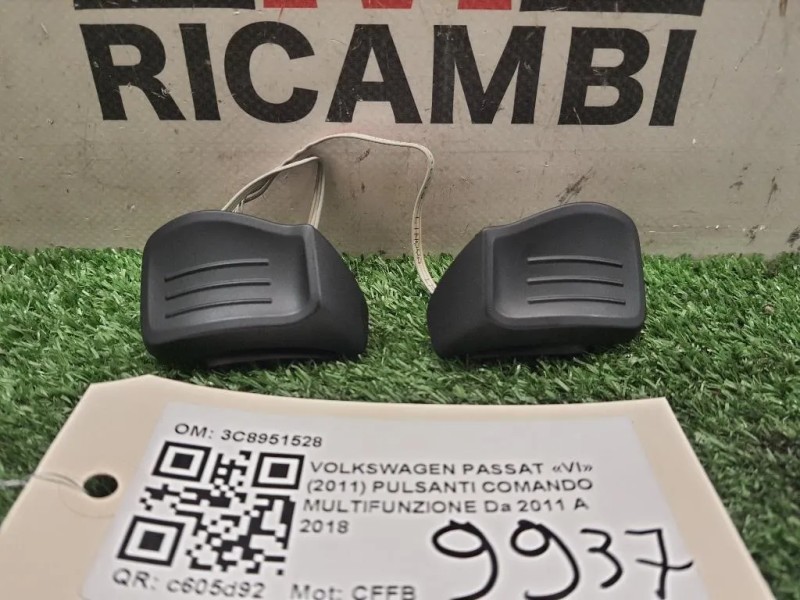 RICAMBI
OM: 3C8951528
VOLKSWAGEN PASSAT «VI»
(2011) PULSANTI COMANDO
MULTIFUNZIONE Da 2011 A
2018
QR: c605d92
Mot: CFFB
9937